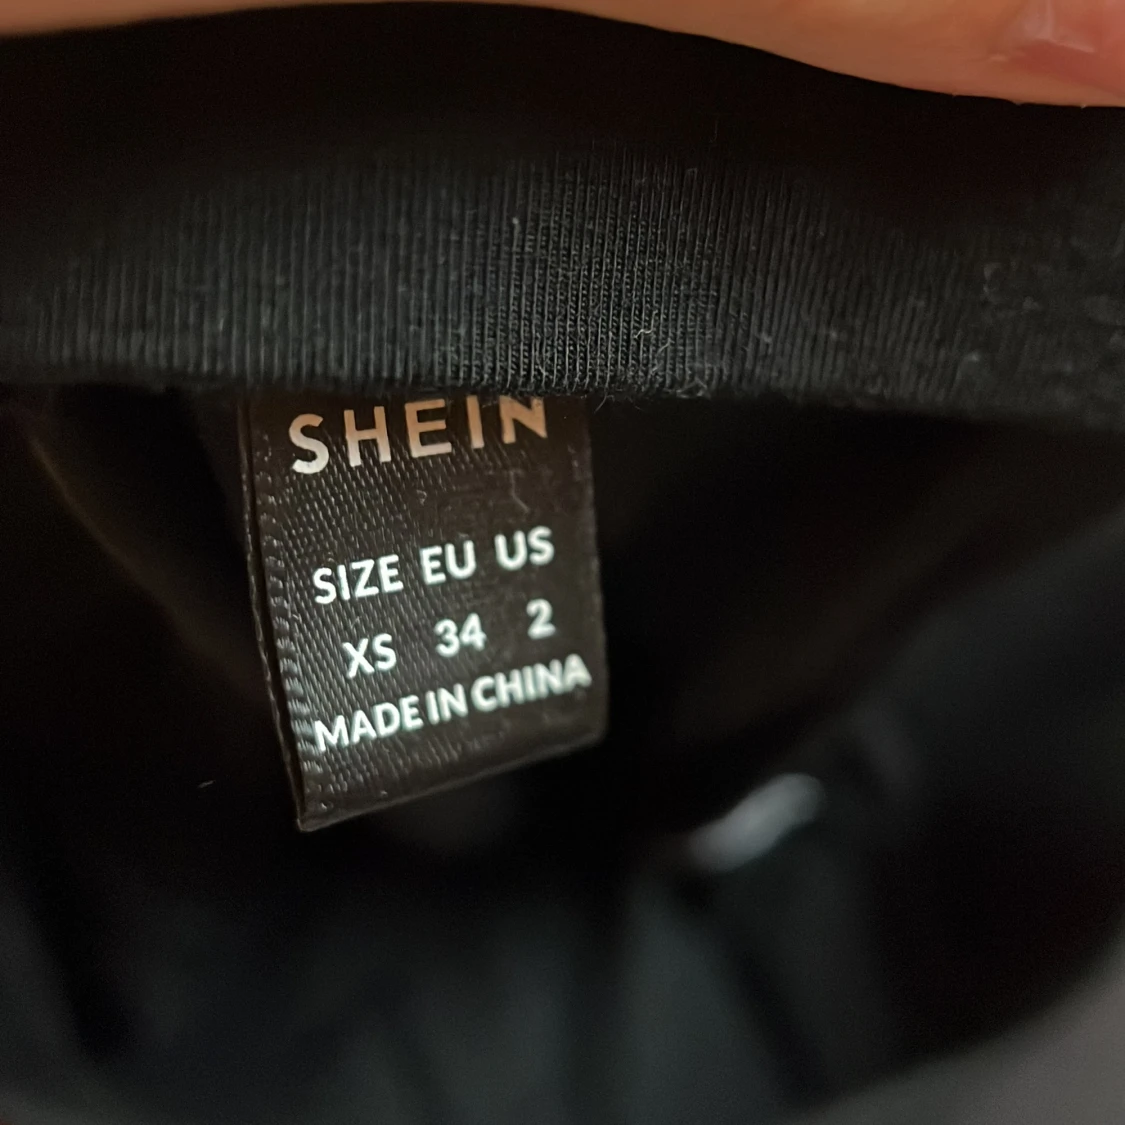 SHEIN
SIZE EU US
XS 34 2
MADE IN CHINA